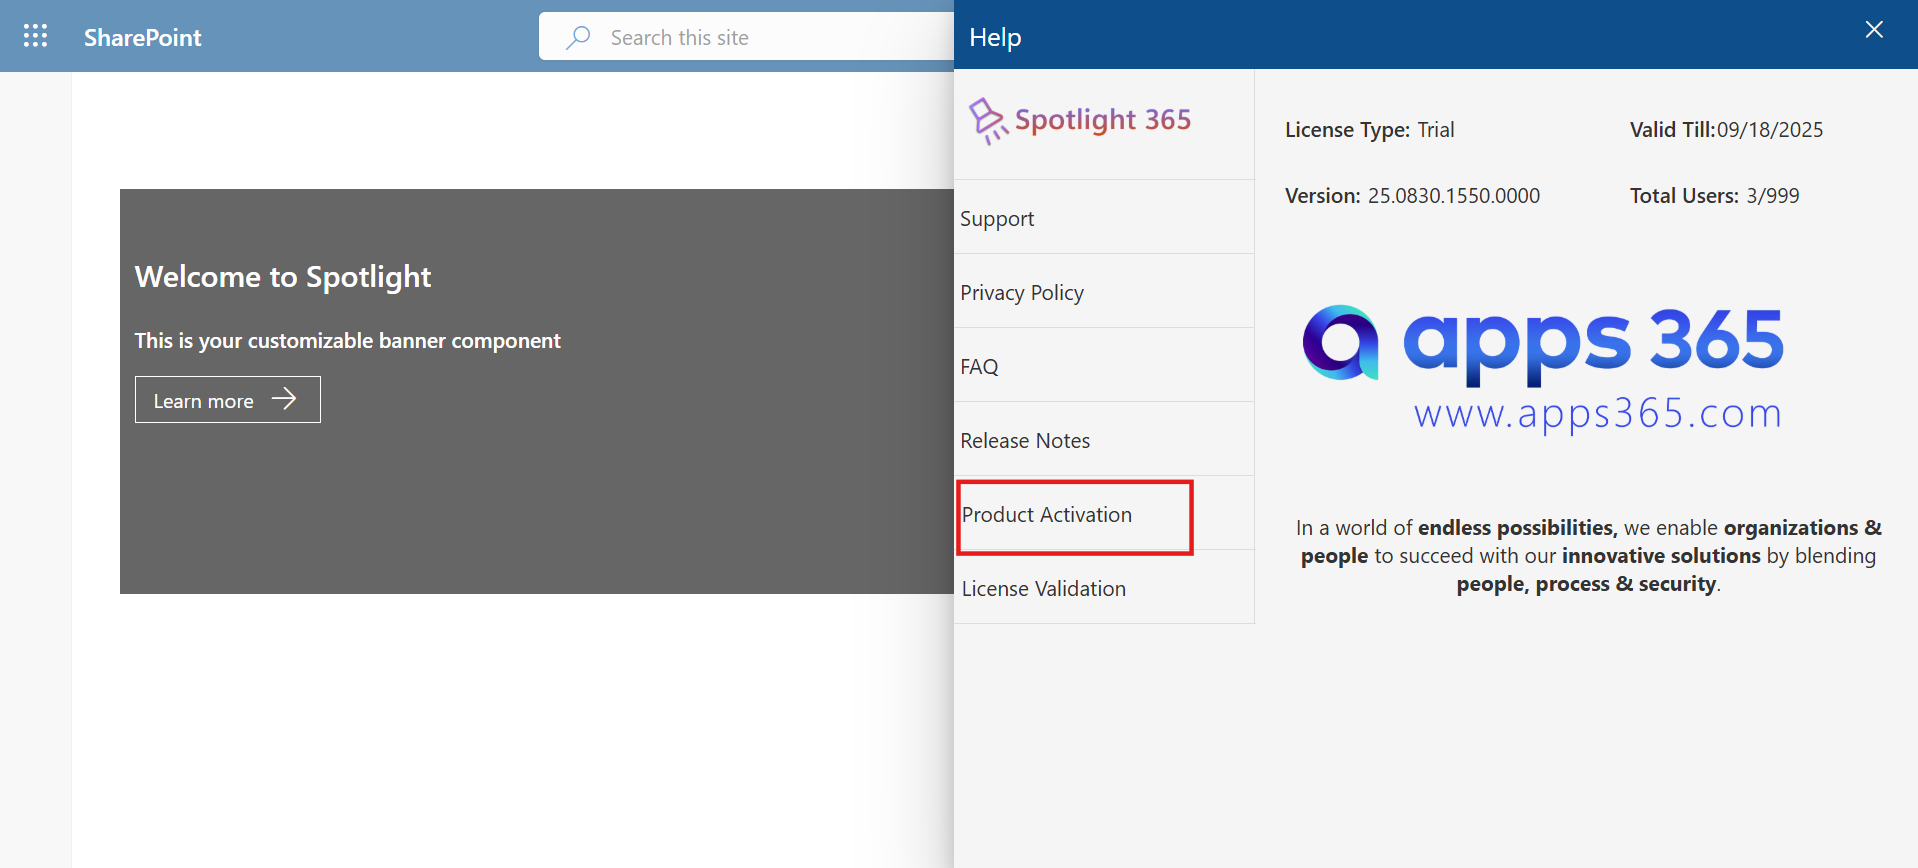 SharePoint
Search this site
Help
Welcome to Spotlight
This is your customizable banner component
Learn more
Spotlight 365
Support
Privacy Policy
FAQ
Release Notes
Product Activation
License Validation
License Type: Trial
Valid Till:09/18/2025
Version: 25.0830.1550.0000
Total Users: 3/999
apps 365
www.apps365.com
In a world of endless possibilities, we enable organizations &
people to succeed with our innovative solutions by blending
people, process & security.